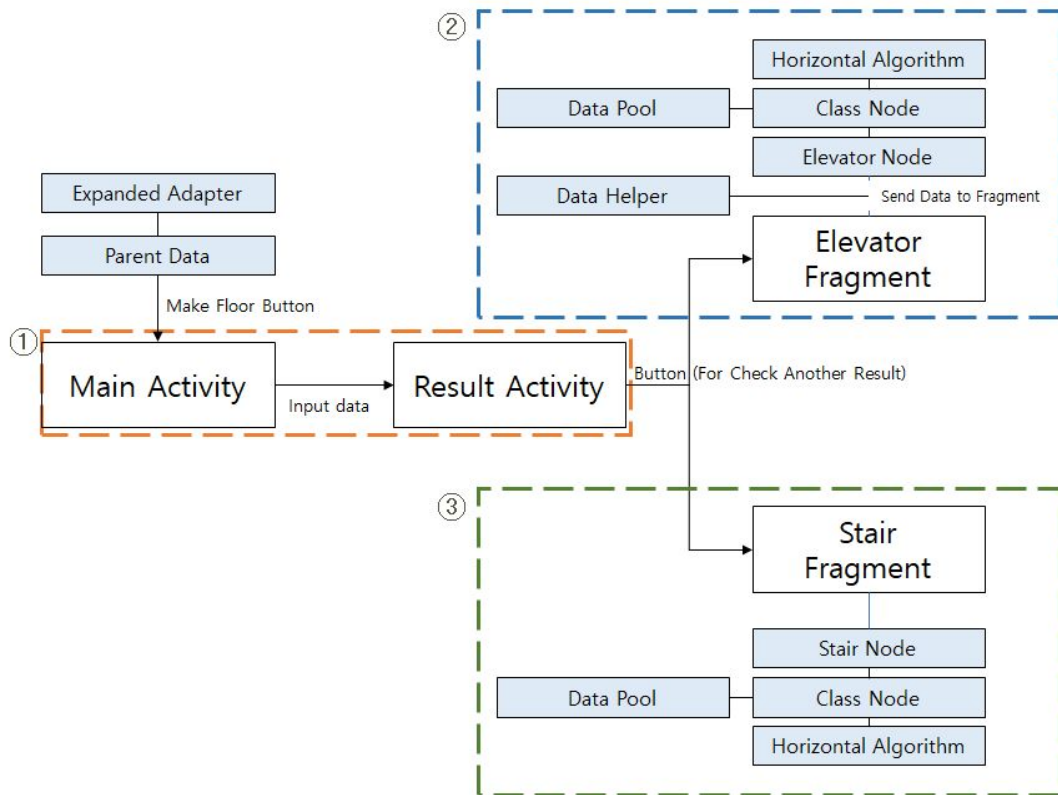 ②
Horizontal Algorithm
Data Pool
Class Node
Elevator Node
Expanded Adapter
Data Helper
Send Data to Fragment
Parent Data
Elevator
Fragment
Make Floor Button
①
Main Activity
Input data
Result Activity
Button (For Check Another Result)
③
Stair
Fragment
Stair Node
Data Pool
Class Node
Horizontal Algorithm